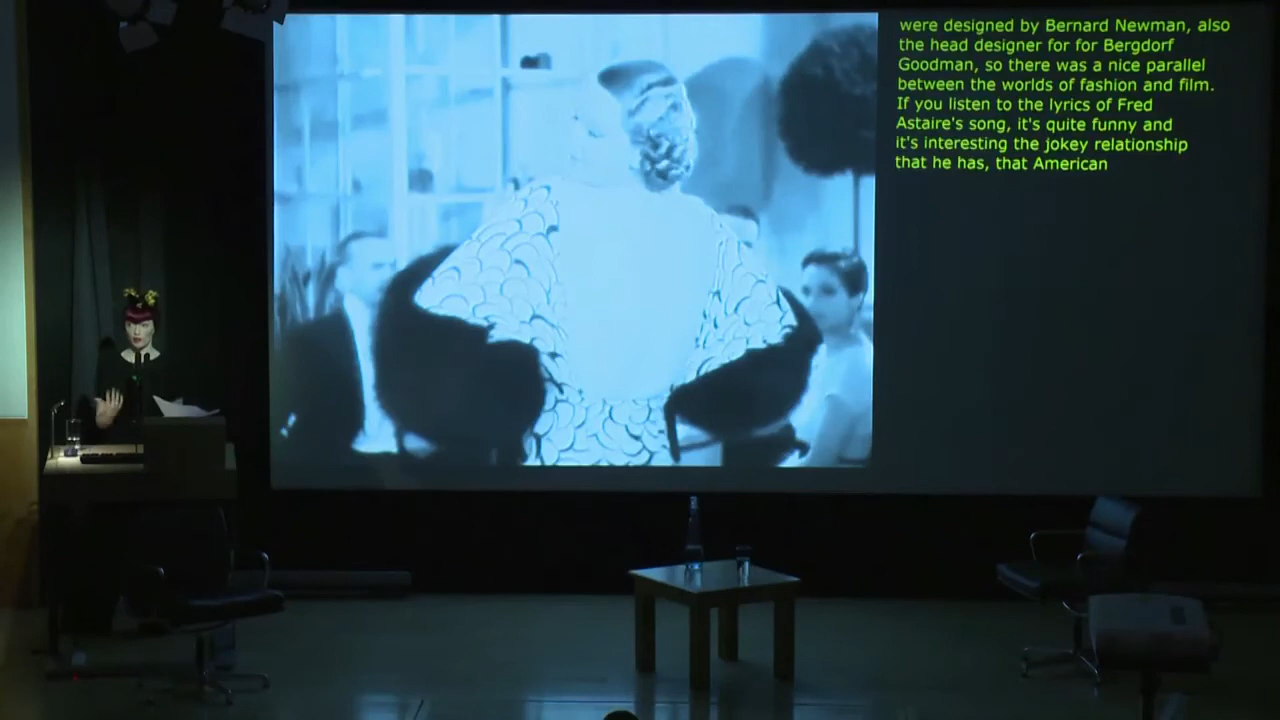 were designed by Bernard Newman, also
the head designer for for Bergdorf
Goodman, so there was a nice parallel
between the worlds of fashion and film.
If you listen to the lyrics of Fred
Astaire's song, it's quite funny and
it's interesting the jokey relationship
that he has, that American